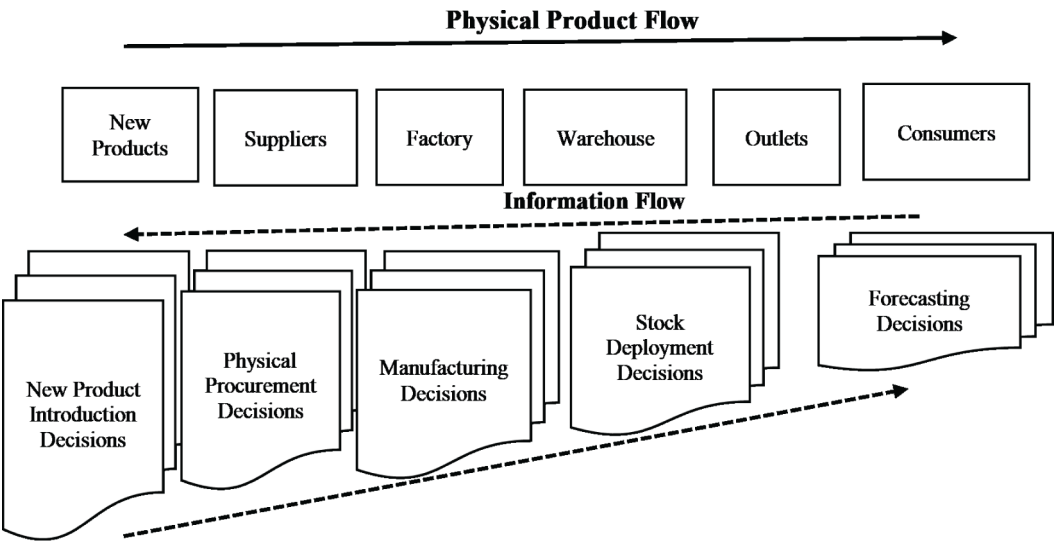 Physical Product Flow
New
Products
Suppliers
Factory
Warehouse
Outlets
Consumers
Information Flow
New Product
Introduction
Decisions
Physical
Procurement
Decisions
Manufacturing
Decisions
Stock
Deployment
Decisions
Forecasting
Decisions